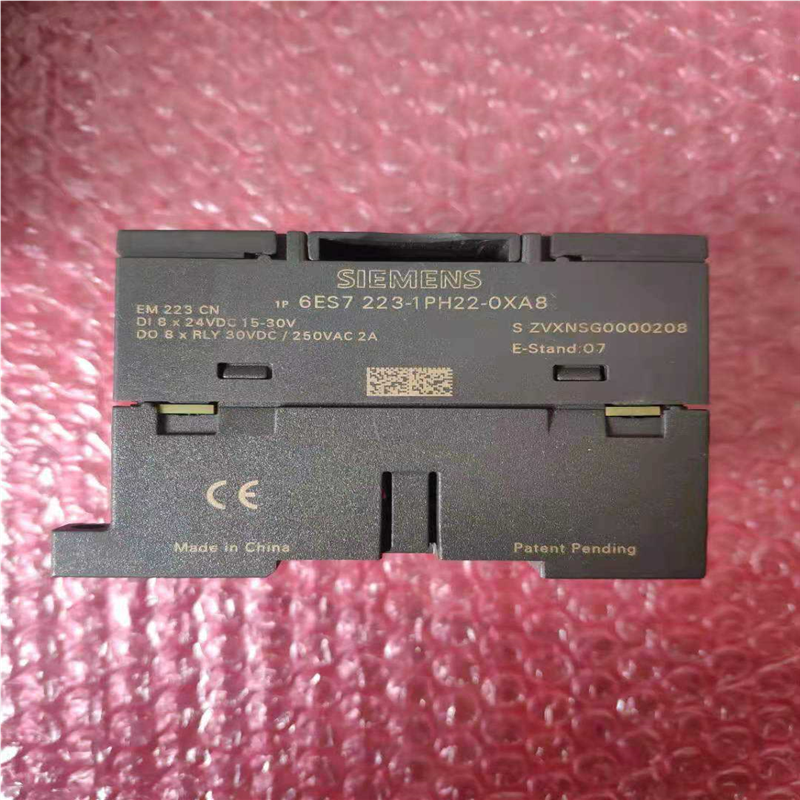 SIEMENS
1P 6ES7 223-1PH22-0XA8
EM 223 CN
DI 8 x 24VDC 15-30V
DO 8 x RLY 30VDC / 250VAC 2A
S ZVXNSG0000208
E-Stand:07
CE
Made in China
Patent Pending